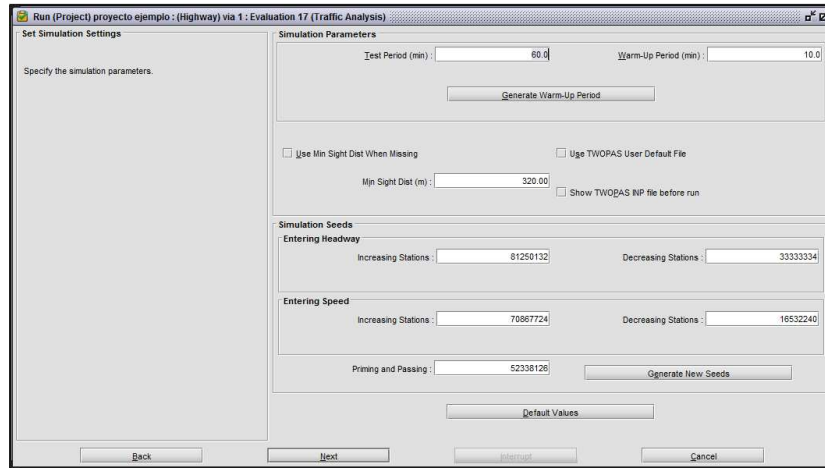 Run (Project) proyecto ejemplo : (Highway) via 1 : Evaluation 17 (Traffic Analysis)
Set Simulation Settings
Specify the simulation parameters.
Simulation Parameters
Test Period (min) : 60.0 Warm-Up Period (min) : 10.0
Generate Warm-Up Period
Use Min Sight Dist When Missing Use TWOPAS User Default File
Min Sight Dist (m) : 320.00
Show TWOPAS INP file before run
Simulation Seeds
Entering Headway
Increasing Stations : 81250132 Decreasing Stations : 33333334
Entering Speed
Increasing Stations : 70867724 Decreasing Stations : 16532240
Priming and Passing : 52338126 Generate New Seeds
Default Values
Back Next Interrupt Cancel